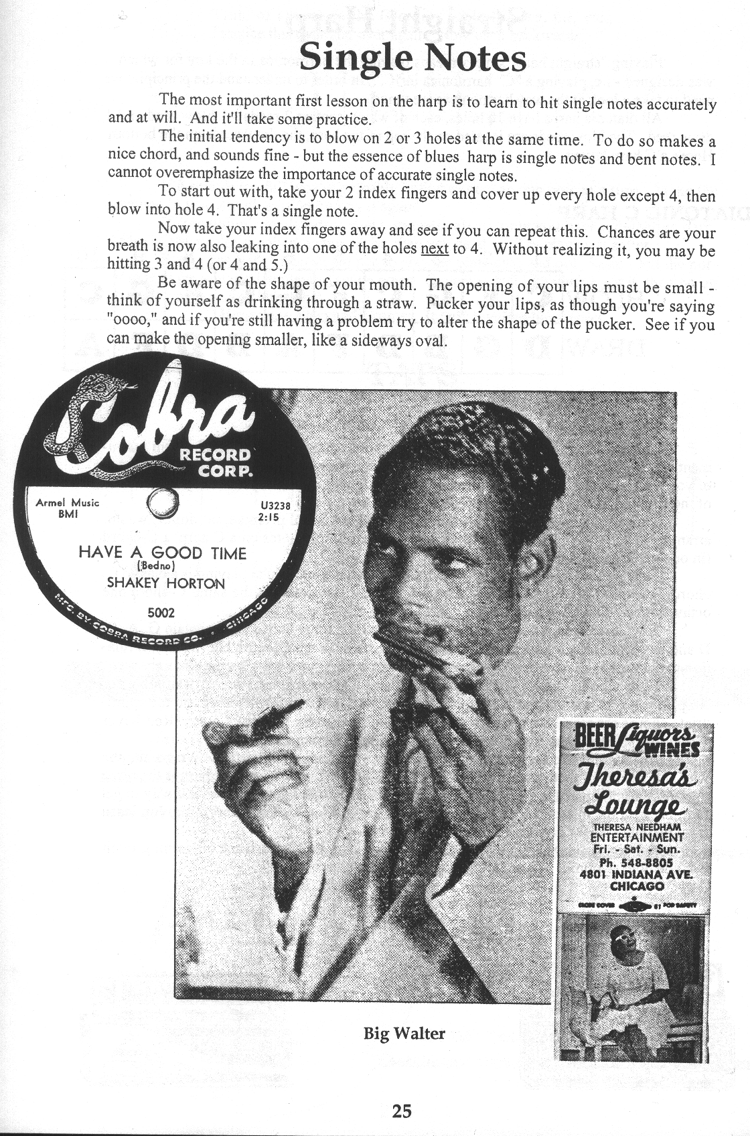 Single Notes
The most important first lesson on the harp is to learn to hit single notes accurately
and at will. And it'll take some practice.
The initial tendency is to blow on 2 or 3 holes at the same time. To do so makes a
nice chord, and sounds fine - but the essence of blues harp is single notes and bent notes. I
cannot overemphasize the importance of accurate single notes.
To start out with, take your 2 index fingers and cover up every hole except 4, then
blow into hole 4. That's a single note.
Now take your index fingers away and see if you can repeat this. Chances are your
breath is now also leaking into one of the holes next to 4. Without realizing it, you may be
hitting 3 and 4 (or 4 and 5.)
Be aware of the shape of your mouth. The opening of your lips must be small -
think of yourself as drinking through a straw. Pucker your lips, as though you're saying
"oooo," and if you're still having a problem try to alter the shape of the pucker. See if you
can make the opening smaller, like a sideways oval.
Cobra
RECORD
CORP.
Armel Music
BMI
U3238
2:15
HAVE A GOOD TIME
(Bedno)
SHAKEY HORTON
5002
MFG. BY COBRA RECORD CO. · CHICAGO
BEER Liquors
WINES
Theresa's
Lounge
THERESA NEEDHAM
ENTERTAINMENT
Fri. - Sat. - Sun.
Ph. 548-8805
4801 INDIANA AVE.
CHICAGO
Big Walter
25